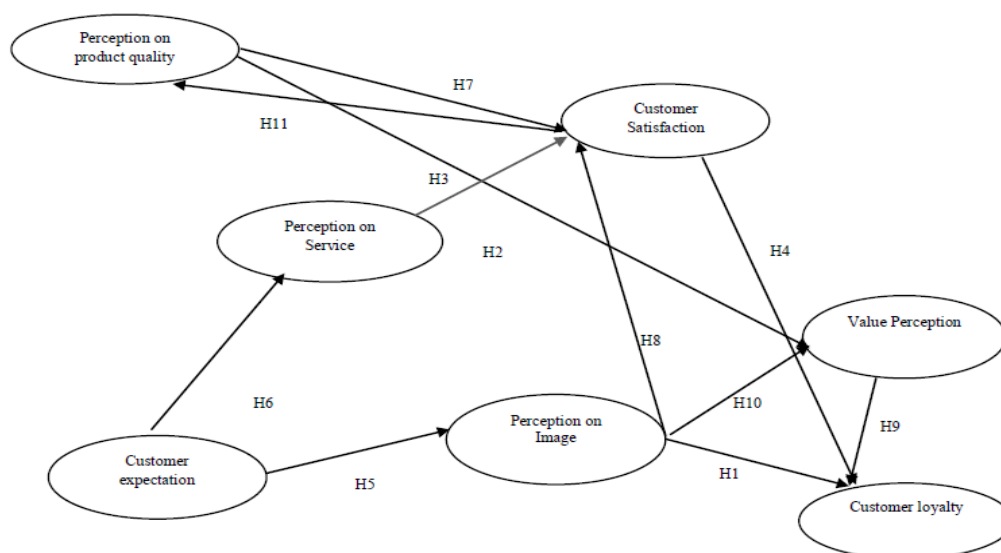 Perception on
product quality
H7
Customer
Satisfaction
H11
H3
Perception on
Service
H2
H4
Value Perception
H8
H6
H10
Perception on
Image
H9
Customer
expectation
H5
H1
Customer loyalty